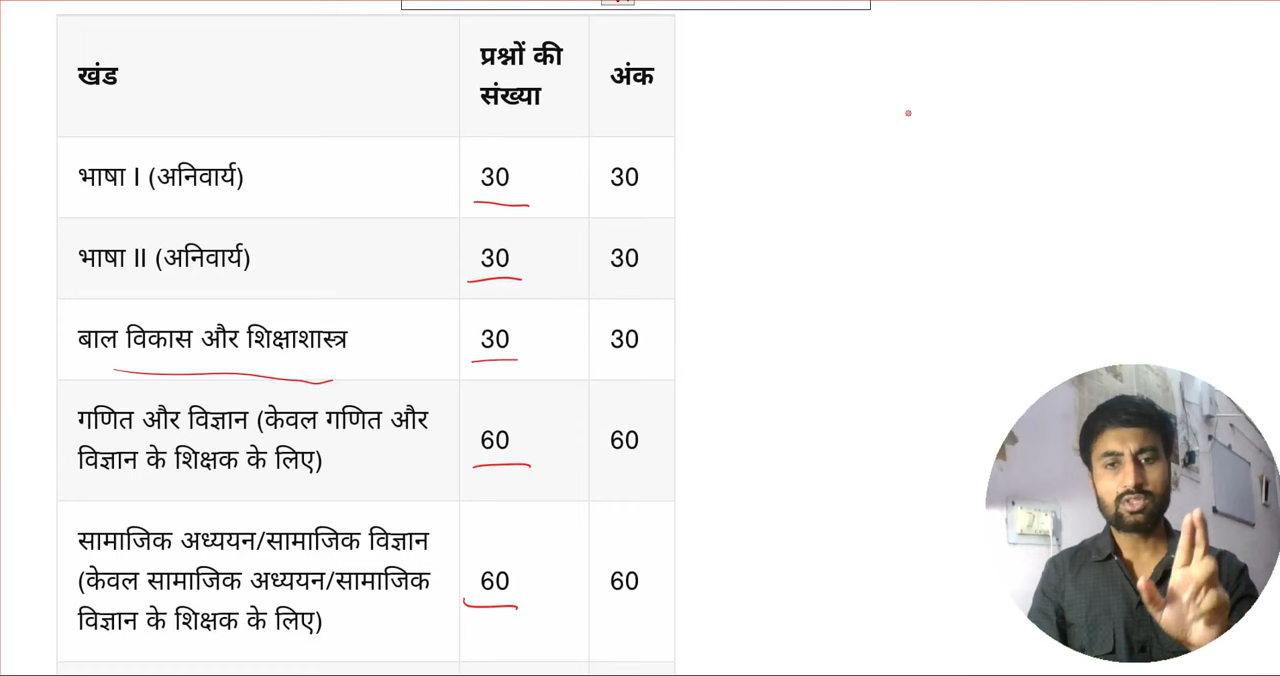 खंड
प्रश्नों की
संख्या
अंक
भाषा I (अनिवार्य)
30
30
भाषा II (अनिवार्य)
30
30
बाल विकास और शिक्षाशास्त्र
30
30
गणित और विज्ञान (केवल गणित और
विज्ञान के शिक्षक के लिए)
60
60
सामाजिक अध्ययन/सामाजिक विज्ञान
(केवल सामाजिक अध्ययन/सामाजिक
विज्ञान के शिक्षक के लिए)
60
60